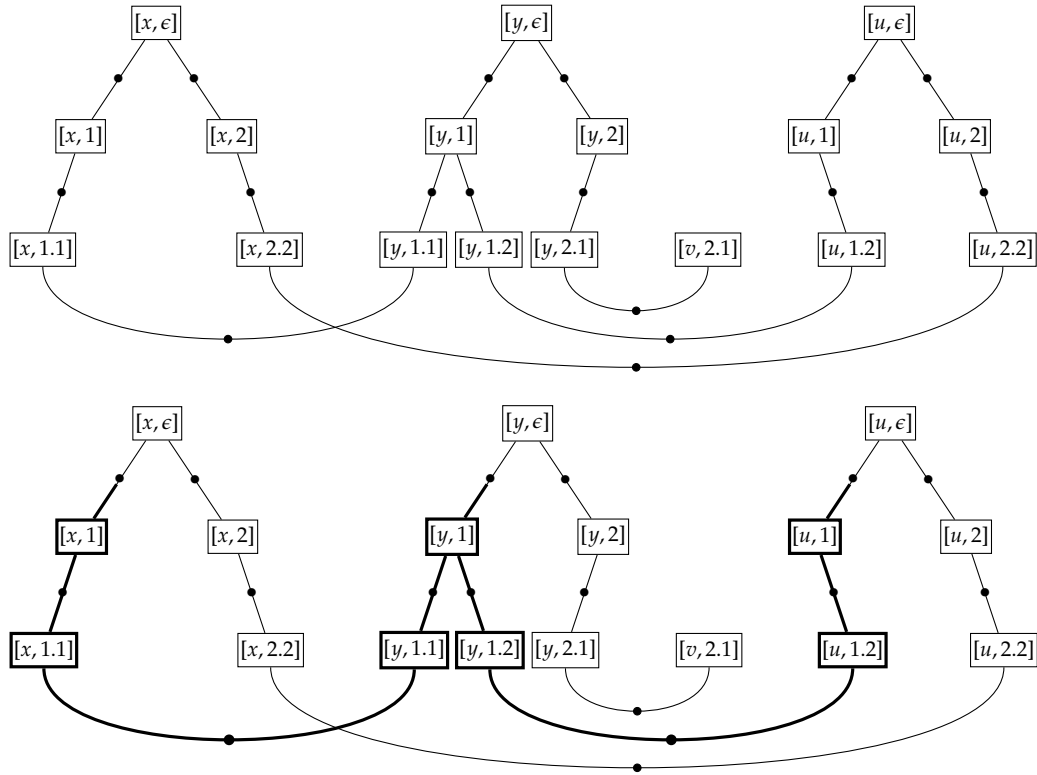 [x, ϵ] [y, ϵ] [u, ϵ]
[x, 1] [x, 2] [y, 1] [y, 2] [u, 1] [u, 2]
[x, 1.1] [x, 2.2] [y, 1.1] [y, 1.2] [y, 2.1] [v, 2.1] [u, 1.2] [u, 2.2]
[x, ϵ] [y, ϵ] [u, ϵ]
[x, 1] [x, 2] [y, 1] [y, 2] [u, 1] [u, 2]
[x, 1.1] [x, 2.2] [y, 1.1] [y, 1.2] [y, 2.1] [v, 2.1] [u, 1.2] [u, 2.2]